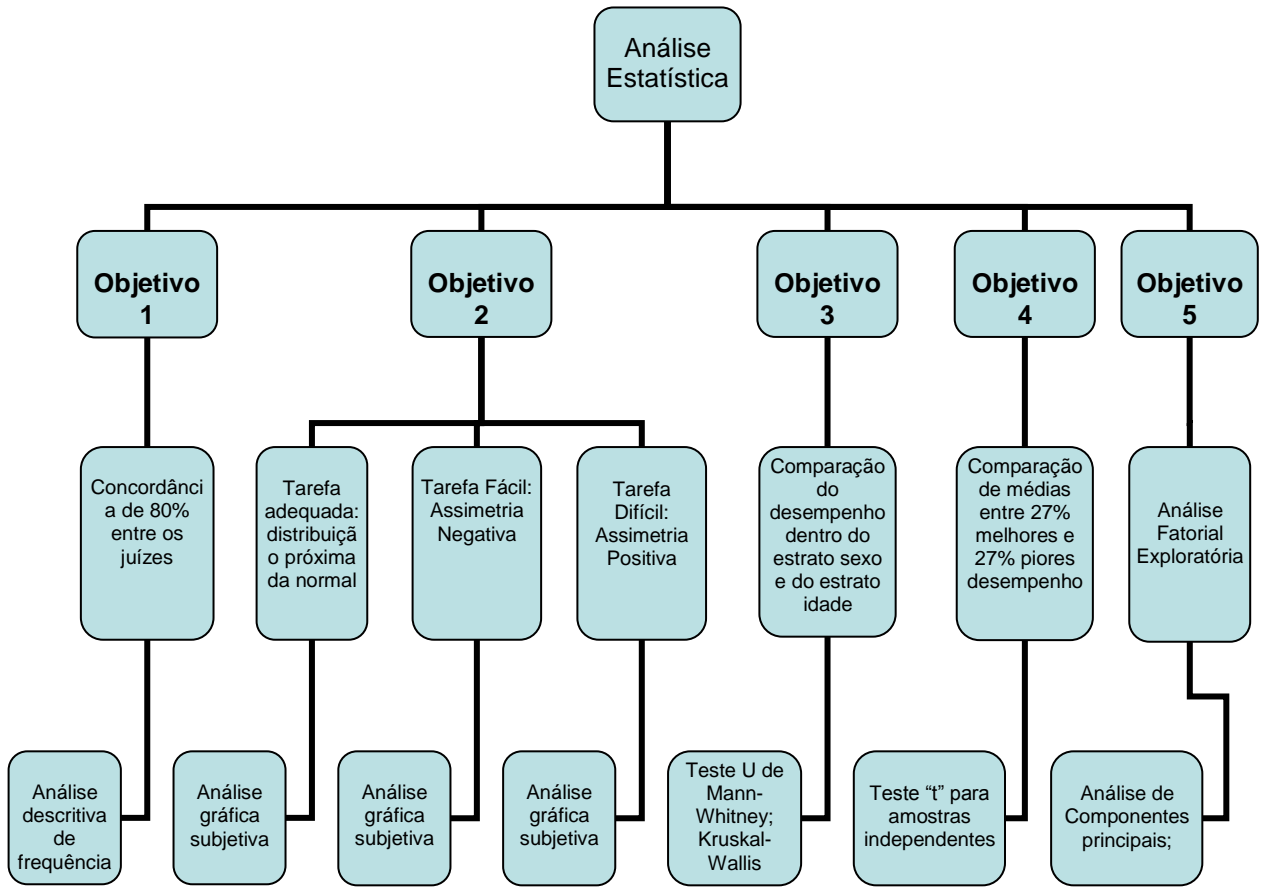 Análise
Estatística
Objetivo
1
Objetivo
2
Objetivo
3
Objetivo
4
Objetivo
5
Concordânci
a de 80%
entre os
juízes
Tarefa
adequada:
distribuiçã
o próxima
da normal
Tarefa Fácil:
Assimetria
Negativa
Tarefa
Difícil:
Assimetria
Positiva
Comparação
do
desempenho
dentro do
estrato sexo
e do estrato
idade
Comparação
de médias
entre 27%
melhores e
27% piores
desempenho
Análise
Fatorial
Exploratória
Análise
descritiva
de
frequência
Análise
gráfica
subjetiva
Análise
gráfica
subjetiva
Análise
gráfica
subjetiva
Teste U de
Mann-
Whitney;
Kruskal-
Wallis
Teste “t” para
amostras
independentes
Análise de
Componentes
principais;